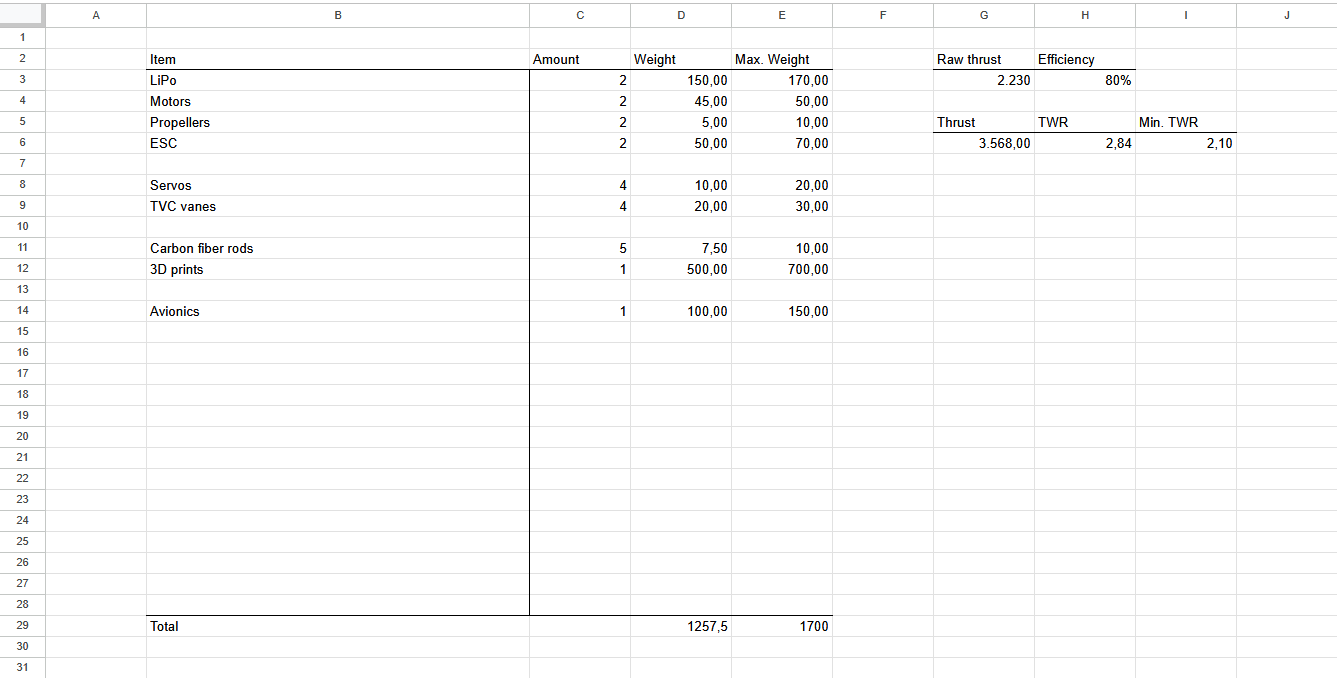 A B C D E F G H I J
1
2 Item Amount Weight Max. Weight Raw thrust Efficiency
3 LiPo 2 150,00 170,00 2.230 80%
4 Motors 2 45,00 50,00
5 Propellers 2 5,00 10,00 Thrust TWR Min. TWR
6 ESC 2 50,00 70,00 3.568,00 2,84 2,10
7
8 Servos 4 10,00 20,00
9 TVC vanes 4 20,00 30,00
10
11 Carbon fiber rods 5 7,50 10,00
12 3D prints 1 500,00 700,00
13
14 Avionics 1 100,00 150,00
15
16
17
18
19
20
21
22
23
24
25
26
27
28
29 Total 1257,5 1700
30
31